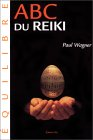 ABC
DU REIKI
Paul Wagner
EQUILIBRE